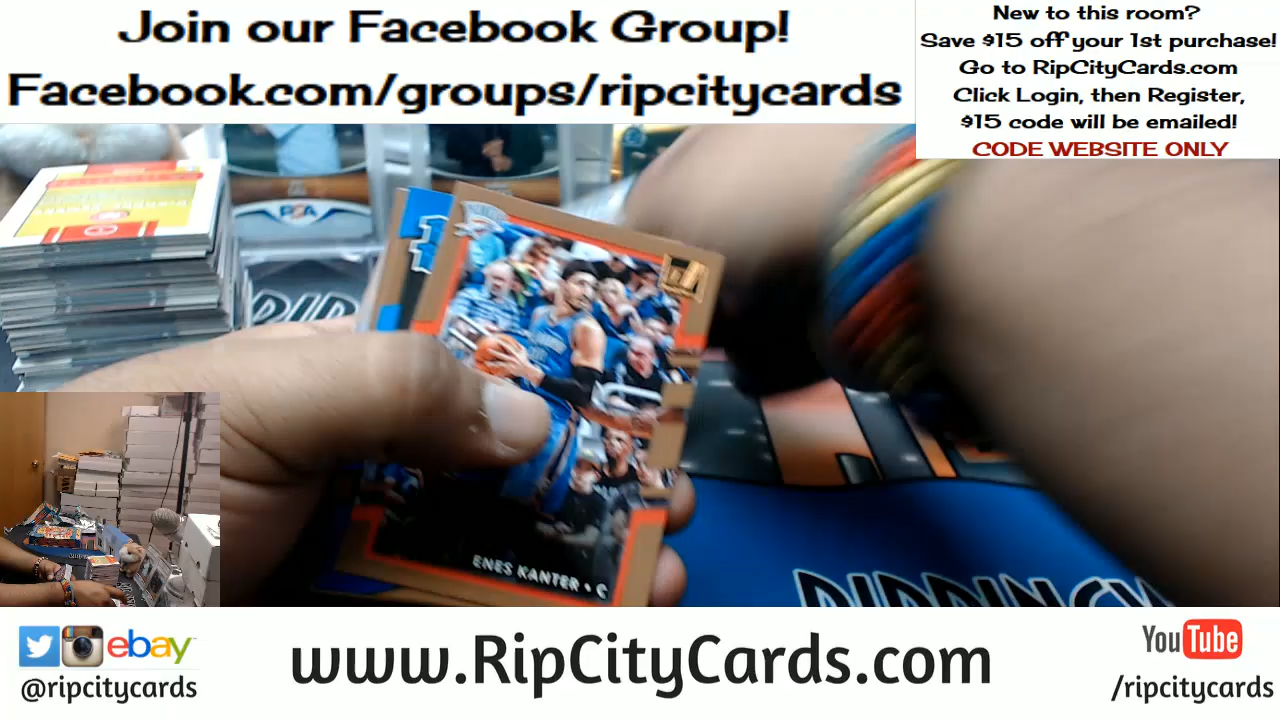 Join our Facebook Group!
Facebook.com/groups/ripcitycards
New to this room?
Save $15 off your 1st purchase!
Go to RipCityCards.com
Click Login, then Register,
$15 code will be emailed!
CODE WEBSITE ONLY
PSA
ENES KANTER • C
ebay
@ripcitycards
www.RipCityCards.com
YouTube
/ripcitycards